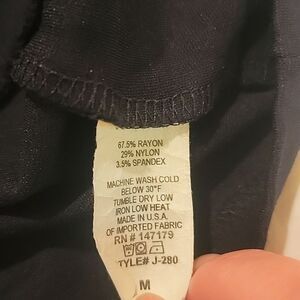 67.5% RAYON
29% NYLON
3.5% SPANDEX
MACHINE WASH COLD
BELOW 30°F
TUMBLE DRY LOW
IRON LOW HEAT
MADE IN U.S.A.
OF IMPORTED FABRIC
RN # 147179
TYLE# J-280
M